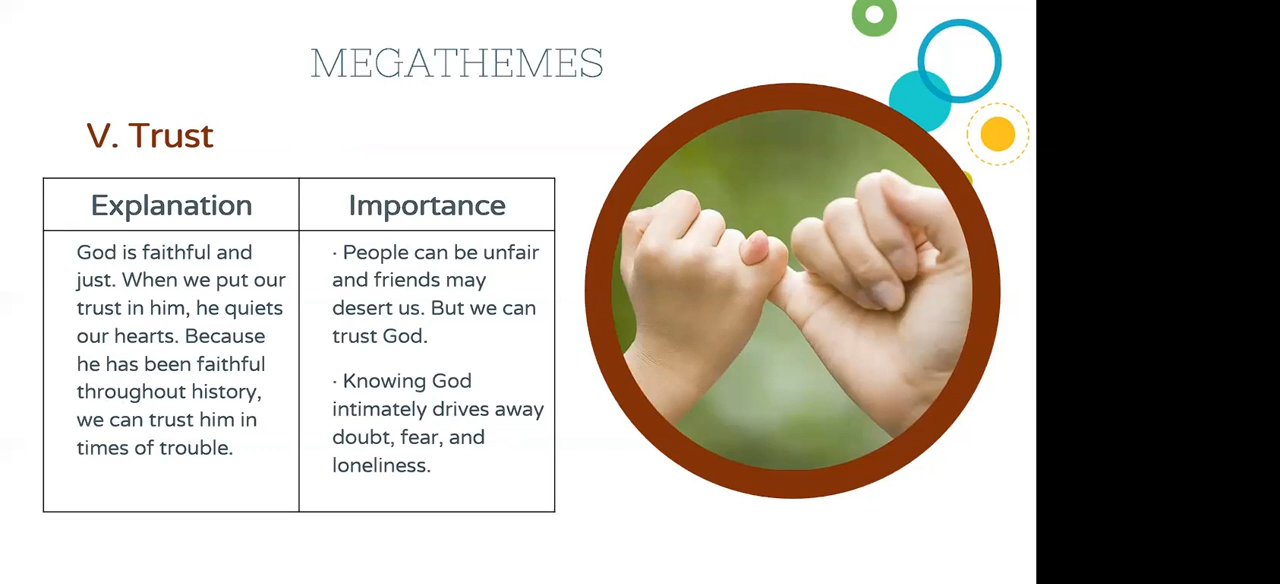 MEGATHEMES
V. Trust
Explanation
God is faithful and
just. When we put our
trust in him, he quiets
our hearts. Because
he has been faithful
throughout history,
we can trust him in
times of trouble.
Importance
· People can be unfair
and friends may
desert us. But we can
trust God.
· Knowing God
intimately drives away
doubt, fear, and
loneliness.